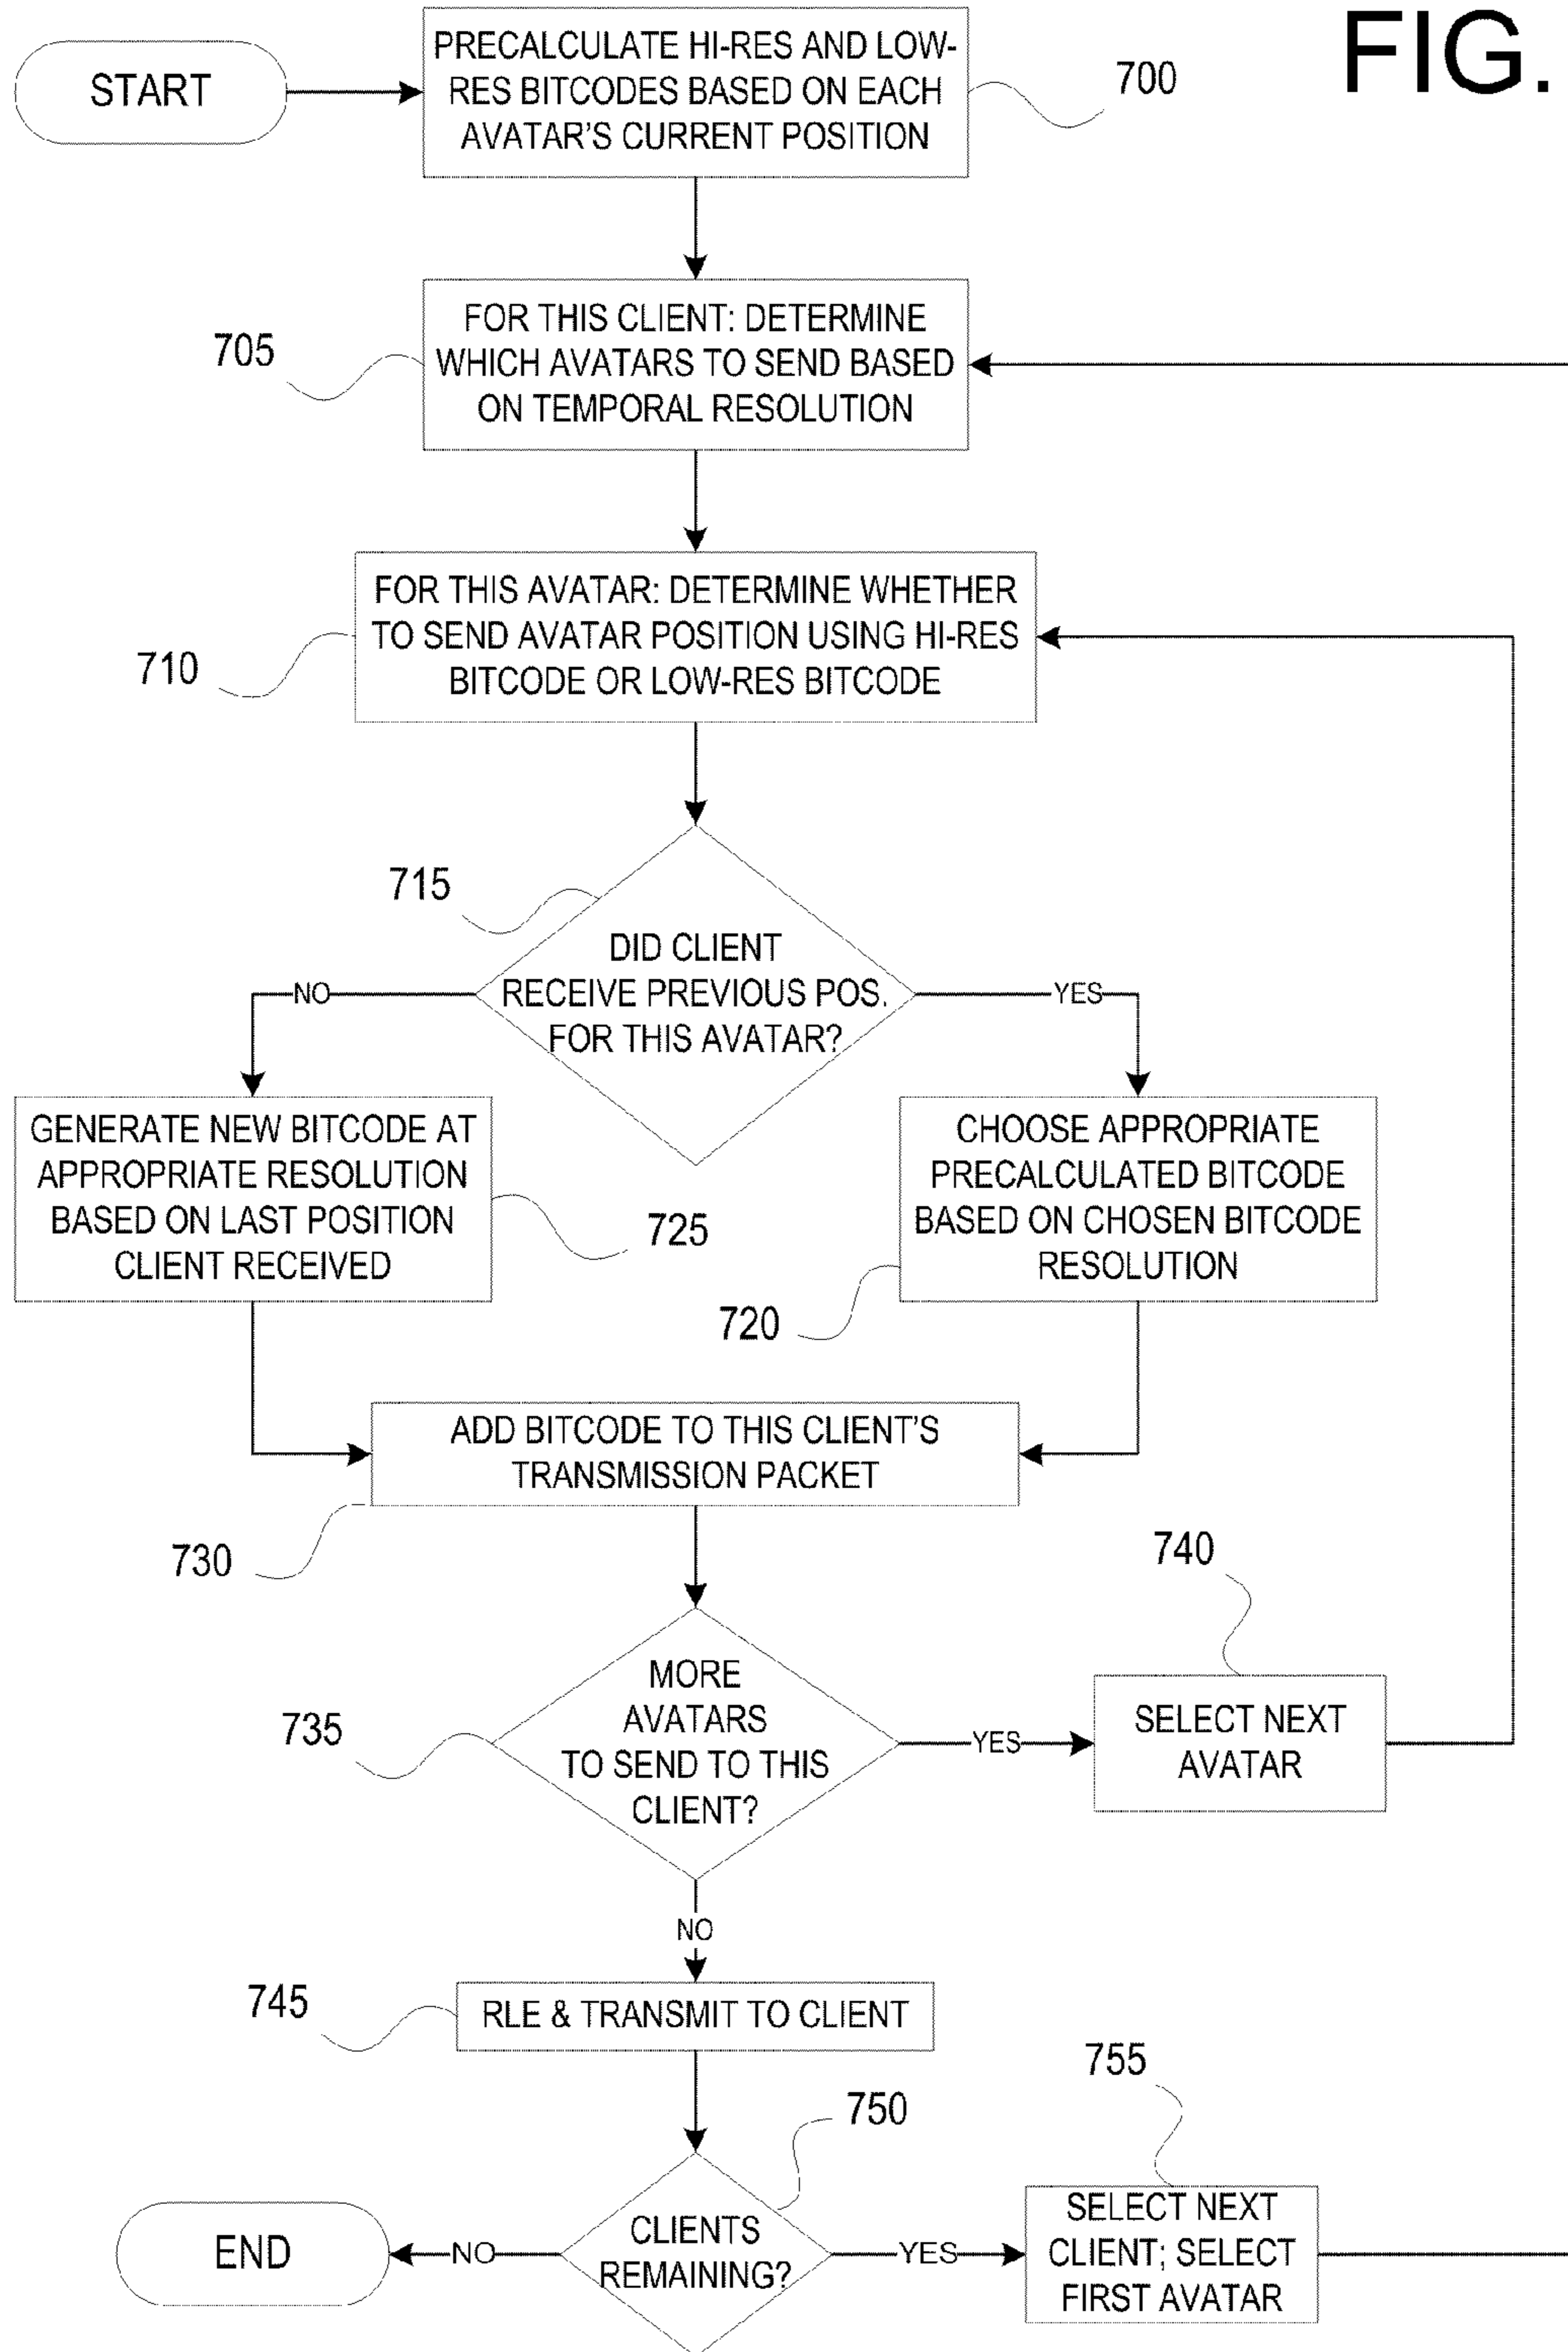 FIG.
START
PRECALCULATE HI-RES AND LOW-
RES BITCODES BASED ON EACH
AVATAR'S CURRENT POSITION
700
FOR THIS CLIENT: DETERMINE
WHICH AVATARS TO SEND BASED
ON TEMPORAL RESOLUTION
705
FOR THIS AVATAR: DETERMINE WHETHER
TO SEND AVATAR POSITION USING HI-RES
BITCODE OR LOW-RES BITCODE
710
715
DID CLIENT
RECEIVE PREVIOUS POS.
FOR THIS AVATAR?
NO
YES
GENERATE NEW BITCODE AT
APPROPRIATE RESOLUTION
BASED ON LAST POSITION
CLIENT RECEIVED
725
CHOOSE APPROPRIATE
PRECALCULATED BITCODE
BASED ON CHOSEN BITCODE
RESOLUTION
720
ADD BITCODE TO THIS CLIENT'S
TRANSMISSION PACKET
730
740
MORE
AVATARS
TO SEND TO THIS
CLIENT?
735
YES
SELECT NEXT
AVATAR
NO
745
RLE & TRANSMIT TO CLIENT
750
755
CLIENTS
REMAINING?
NO
END
YES
SELECT NEXT
CLIENT; SELECT
FIRST AVATAR